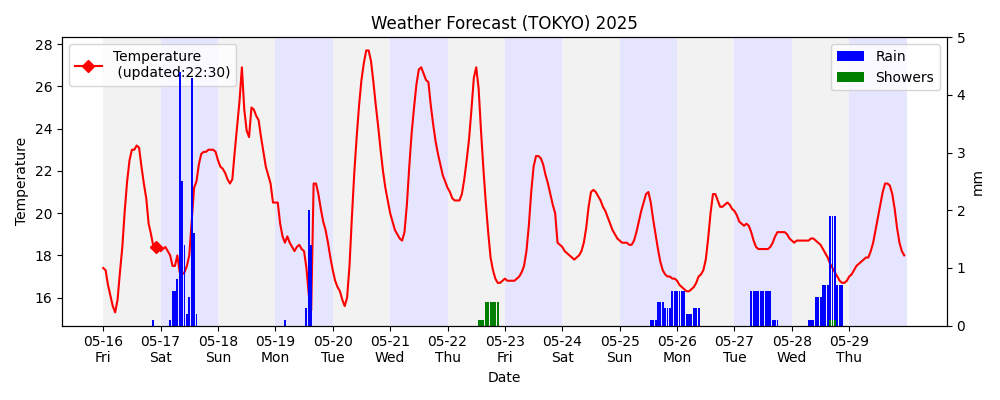 Weather Forecast (TOKYO) 2025
Temperature
(updated:22:30)
Rain
Showers
Temperature
28
26
24
22
20
18
16
5
4
3
2
1
0
mm
05-16 05-17 05-18 05-19 05-20 05-21 05-22 05-23 05-24 05-25 05-26 05-27 05-28 05-29
Fri Sat Sun Mon Tue Wed Thu Fri Sat Sun Mon Tue Wed Thu
Date